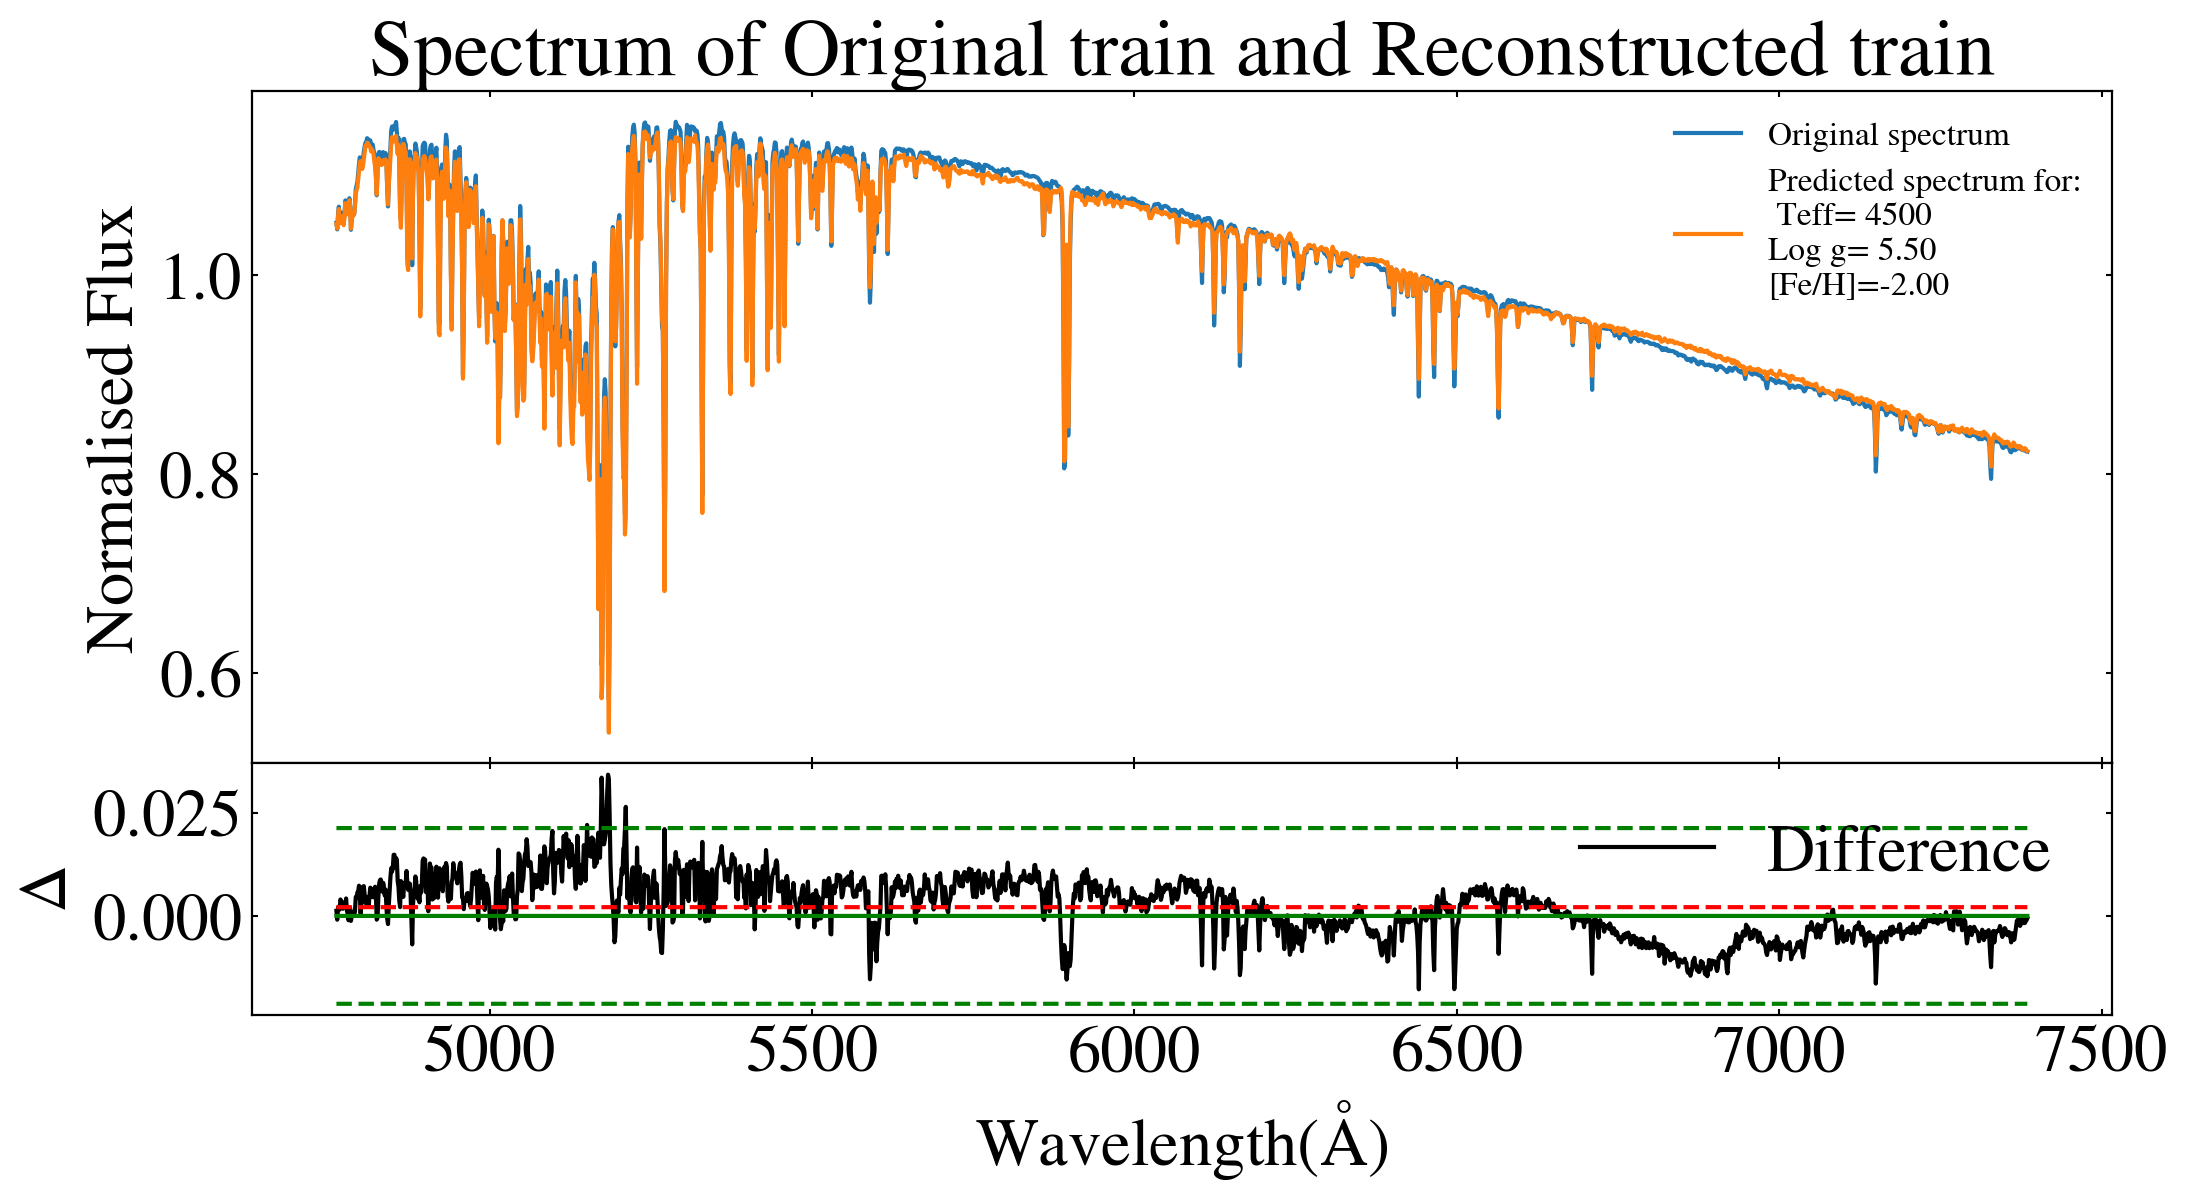 Spectrum of Original train and Reconstructed train
Normalised Flux
1.0
0.8
0.6
Original spectrum
Predicted spectrum for:
Teff= 4500
Log g= 5.50
[Fe/H]=-2.00
Δ
0.025
0.000
Difference
5000 5500 6000 6500 7000 7500
Wavelength(Å)